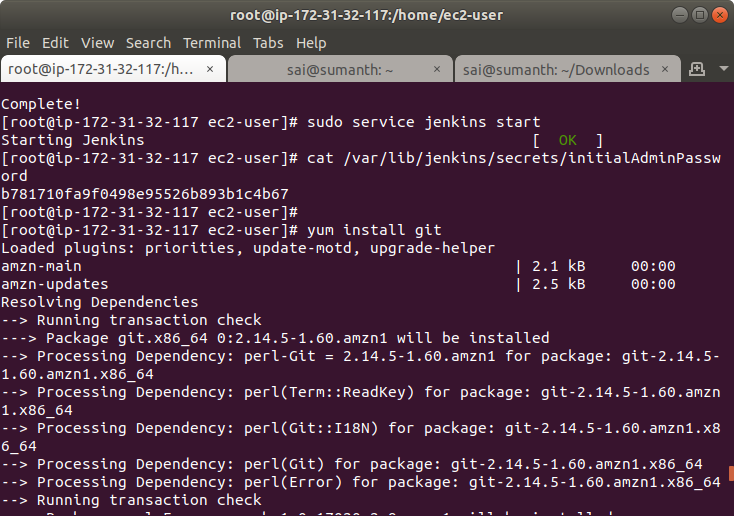 root@ip-172-31-32-117:/home/ec2-user
File Edit View Search Terminal Tabs Help
root@ip-172-31-32-117:/h... × sai@sumanth: ~ × sai@sumanth: ~/Downloads ×
Complete!
[root@ip-172-31-32-117 ec2-user]# sudo service jenkins start
Starting Jenkins [ OK ]
[root@ip-172-31-32-117 ec2-user]# cat /var/lib/jenkins/secrets/initialAdminPassw
ord
b781710fa9f0498e95526b893b1c4b67
[root@ip-172-31-32-117 ec2-user]#
[root@ip-172-31-32-117 ec2-user]# yum install git
Loaded plugins: priorities, update-motd, upgrade-helper
amzn-main | 2.1 kB 00:00
amzn-updates | 2.5 kB 00:00
Resolving Dependencies
--> Running transaction check
---> Package git.x86_64 0:2.14.5-1.60.amzn1 will be installed
--> Processing Dependency: perl-Git = 2.14.5-1.60.amzn1 for package: git-2.14.5-
1.60.amzn1.x86_64
--> Processing Dependency: perl(Term::ReadKey) for package: git-2.14.5-1.60.amzn
1.x86_64
--> Processing Dependency: perl(Git::I18N) for package: git-2.14.5-1.60.amzn1.x8
6_64
--> Processing Dependency: perl(Git) for package: git-2.14.5-1.60.amzn1.x86_64
--> Processing Dependency: perl(Error) for package: git-2.14.5-1.60.amzn1.x86_64
--> Running transaction check